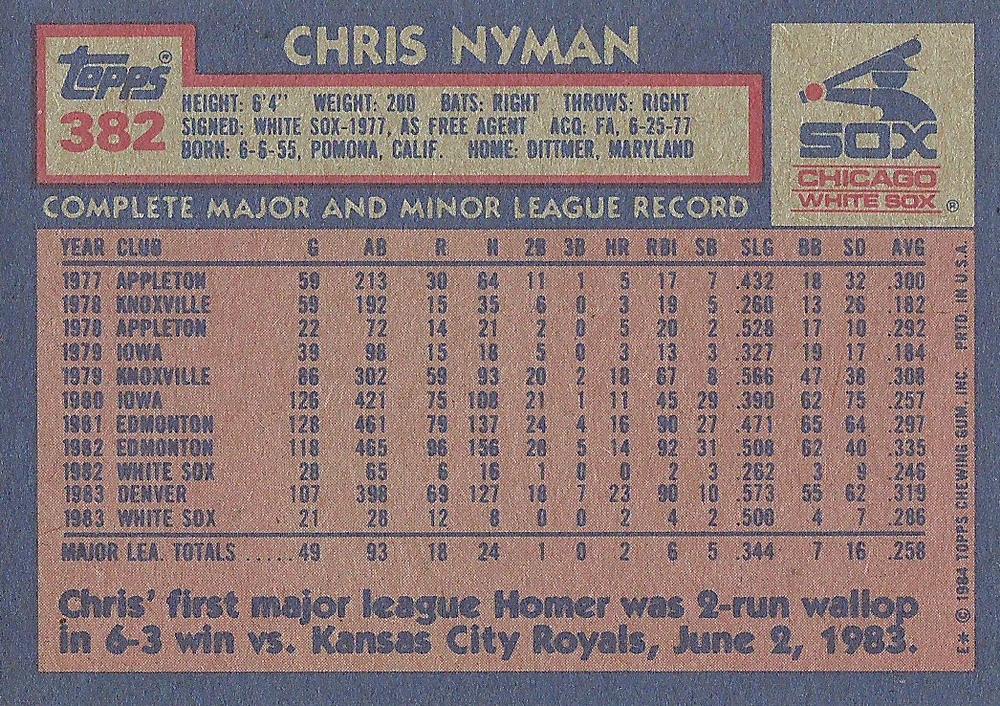 CHRIS NYMAN
Topps®
382
HEIGHT: 6'4" WEIGHT: 200 BATS: RIGHT THROWS: RIGHT
SIGNED: WHITE SOX-1977, AS FREE AGENT ACQ: FA, 6-25-77
BORN: 6-6-55, POMONA, CALIF. HOME: DITTMER, MARYLAND
SOX
CHICAGO
WHITE SOX ®
COMPLETE MAJOR AND MINOR LEAGUE RECORD
YEAR CLUB G AB R H 2B 3B HR RBI SB SLG BB SO AVG
1977 APPLETON 59 213 30 64 11 1 5 17 7 .432 18 32 .300
1978 KNOXVILLE 59 192 15 35 6 0 3 19 5 .260 13 26 .182
1978 APPLETON 22 72 14 21 2 0 5 20 2 .528 17 10 .292
1979 IOWA 39 98 15 18 5 0 3 13 3 .327 19 17 .184
1979 KNOXVILLE 86 302 59 93 20 2 18 67 8 .566 47 38 .308
1980 IOWA 126 421 75 108 21 1 11 45 29 .390 62 75 .257
1981 EDMONTON 128 461 79 137 24 4 16 90 27 .471 65 64 .297
1982 EDMONTON 118 465 96 156 28 5 14 92 31 .508 62 40 .335
1982 WHITE SOX 28 65 6 16 1 0 0 2 3 .262 3 9 .246
1983 DENVER 107 398 69 127 18 7 23 90 10 .573 55 62 .319
1983 WHITE SOX 21 28 12 8 0 0 2 4 2 .500 4 7 .286
MAJOR LEA. TOTALS .....49 93 18 24 1 0 2 6 5 .344 7 16 .258
Chris' first major league Homer was 2-run wallop
in 6-3 win vs. Kansas City Royals, June 2, 1983.
E* © 1984 TOPPS CHEWING GUM, INC. PRTD. IN U.S.A.